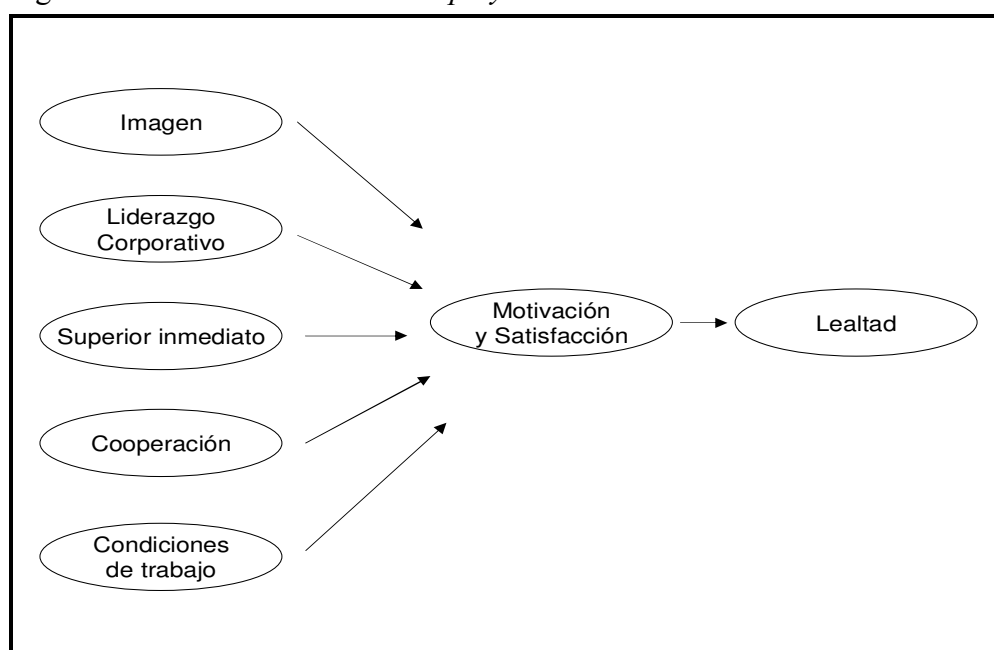 Imagen
Liderazgo
Corporativo
Superior inmediato
Motivación
y Satisfacción
Lealtad
Cooperación
Condiciones
de trabajo